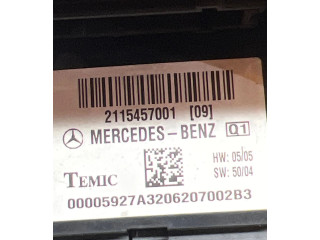 2115457001 [09]
MERCEDES-BENZ Q1
HW: 05/05
SW: 50/04
TEMIC
00005927A3206207002B3